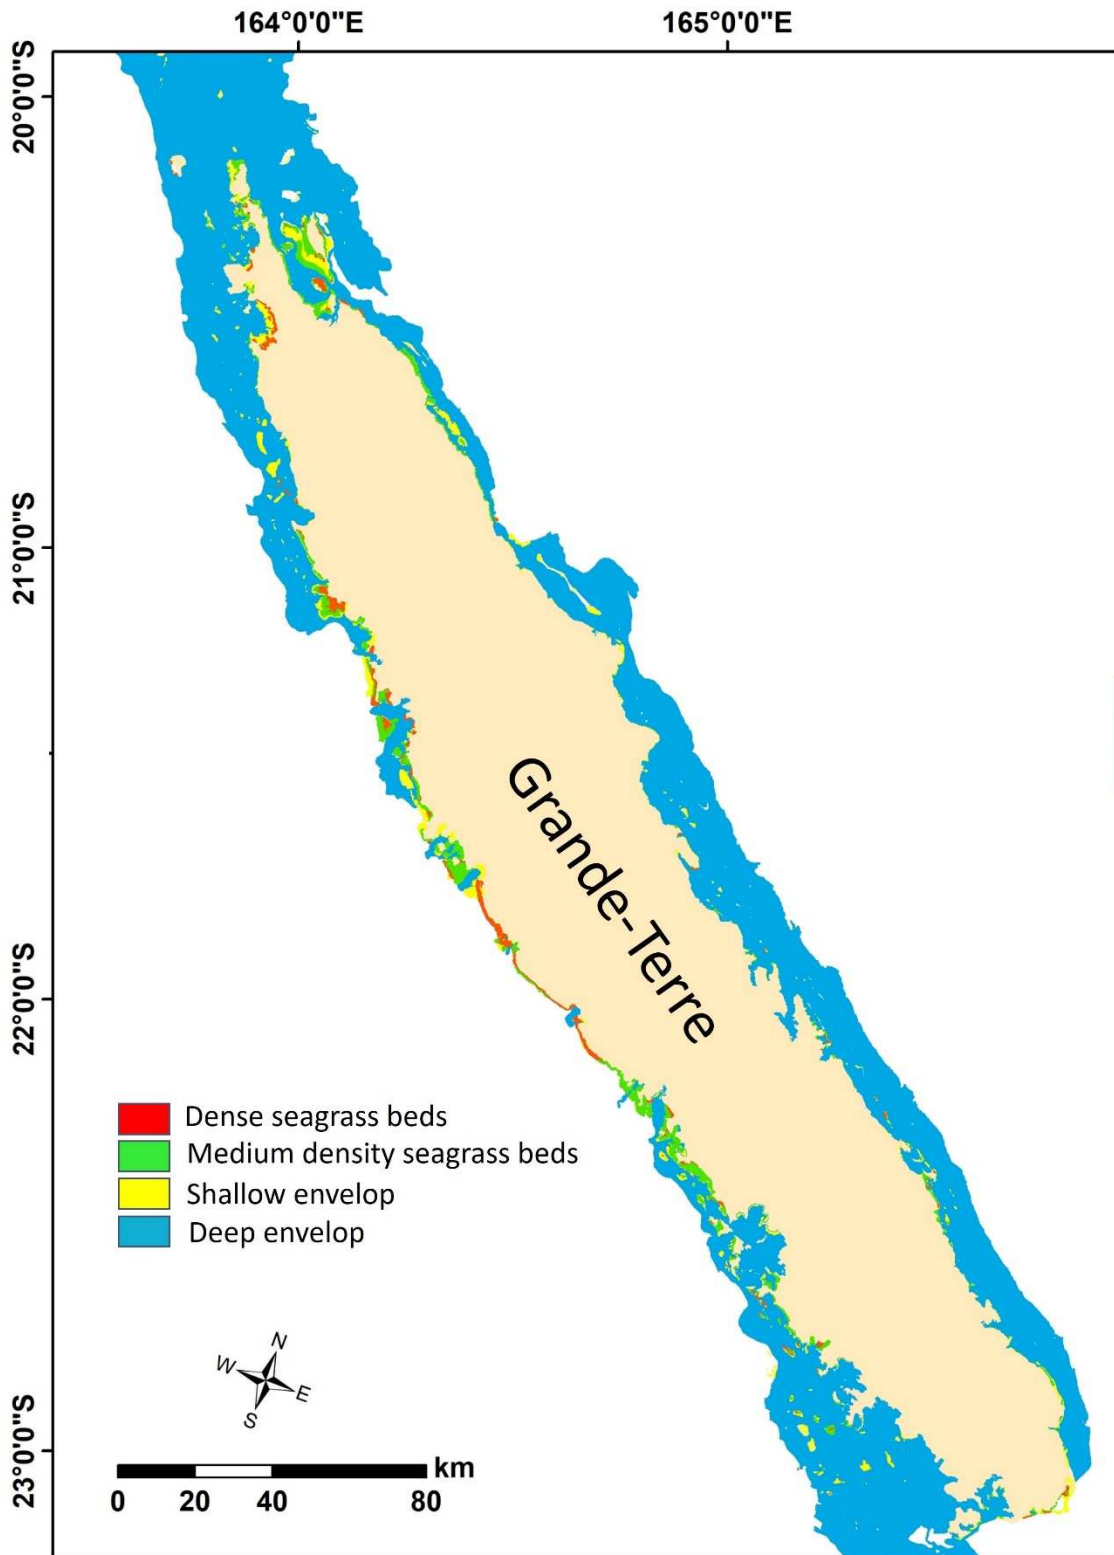 164°0'0"E 165°0'0"E
20°0'0"S
21°0'0"S
22°0'0"S
23°0'0"S
Grande-Terre
Dense seagrass beds
Medium density seagrass beds
Shallow envelop
Deep envelop
N
W
E
S
km
0 20 40 80